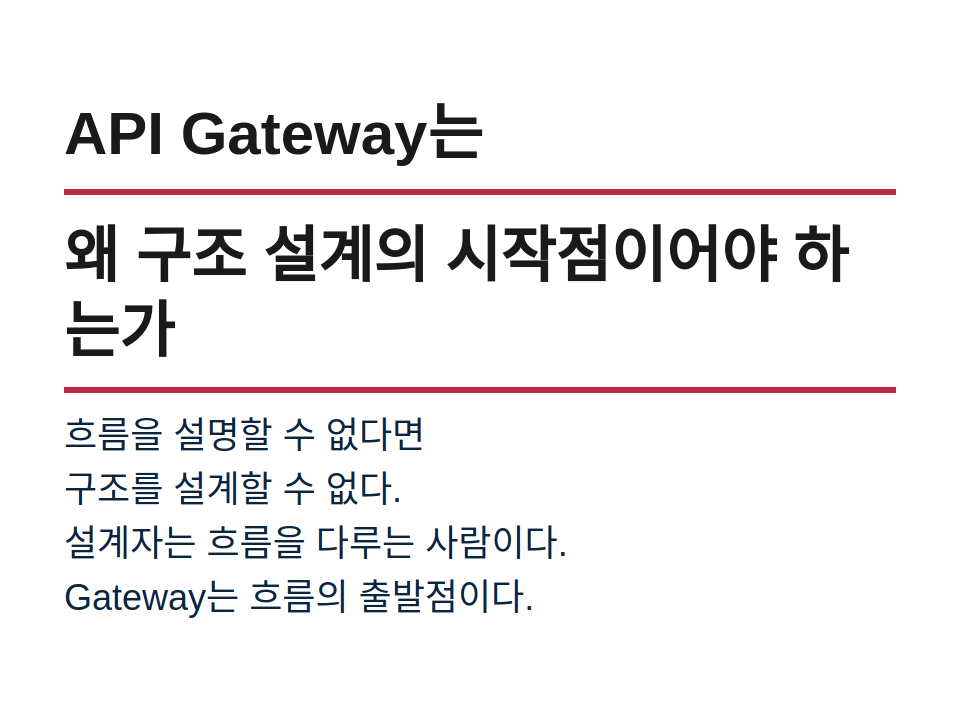 API Gateway는
왜 구조 설계의 시작점이어야 하
는가
흐름을 설명할 수 없다면
구조를 설계할 수 없다.
설계자는 흐름을 다루는 사람이다.
Gateway는 흐름의 출발점이다.